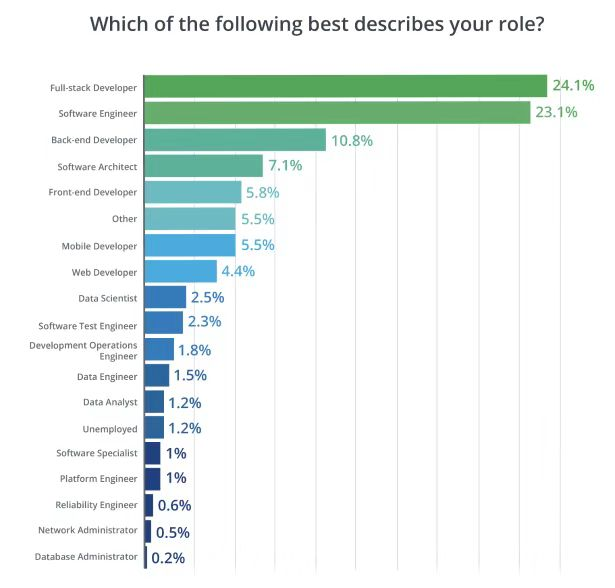 Which of the following best describes your role?
Full-stack Developer 24.1%
Software Engineer 23.1%
Back-end Developer 10.8%
Software Architect 7.1%
Front-end Developer 5.8%
Other 5.5%
Mobile Developer 5.5%
Web Developer 4.4%
Data Scientist 2.5%
Software Test Engineer 2.3%
Development Operations
Engineer 1.8%
Data Engineer 1.5%
Data Analyst 1.2%
Unemployed 1.2%
Software Specialist 1%
Platform Engineer 1%
Reliability Engineer 0.6%
Network Administrator 0.5%
Database Administrator 0.2%